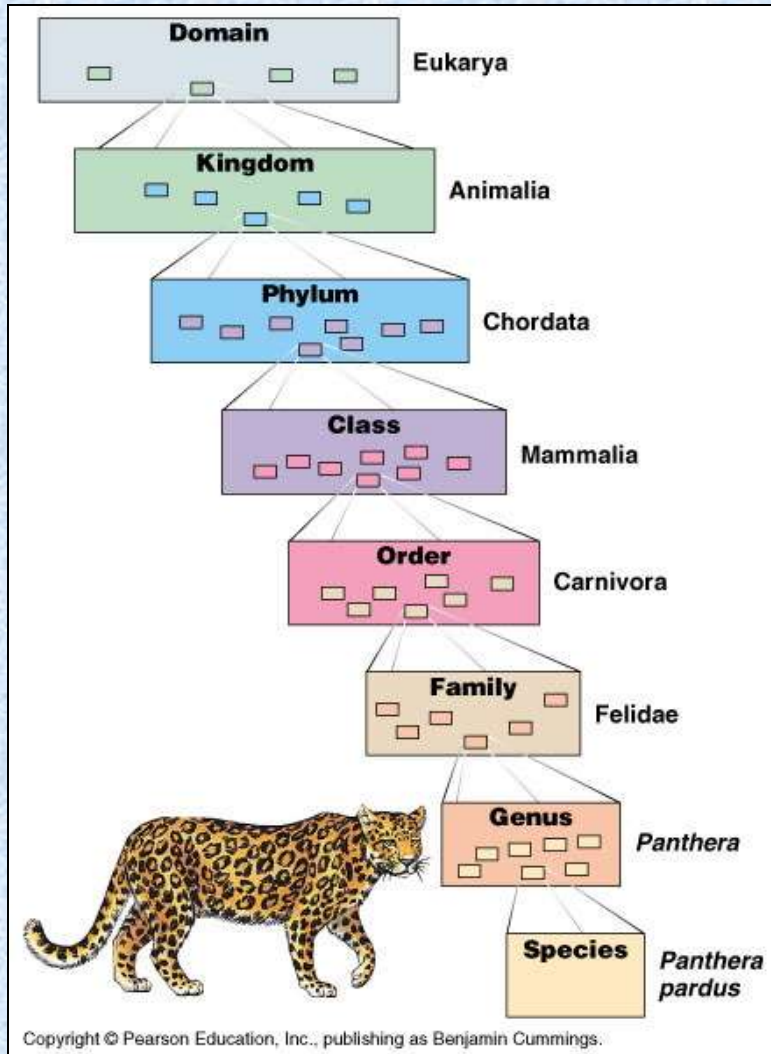 Domain
Eukarya
Kingdom
Animalia
Phylum
Chordata
Class
Mammalia
Order
Carnivora
Family
Felidae
Genus
Panthera
Species
Panthera
pardus
Copyright © Pearson Education, Inc., publishing as Benjamin Cummings.